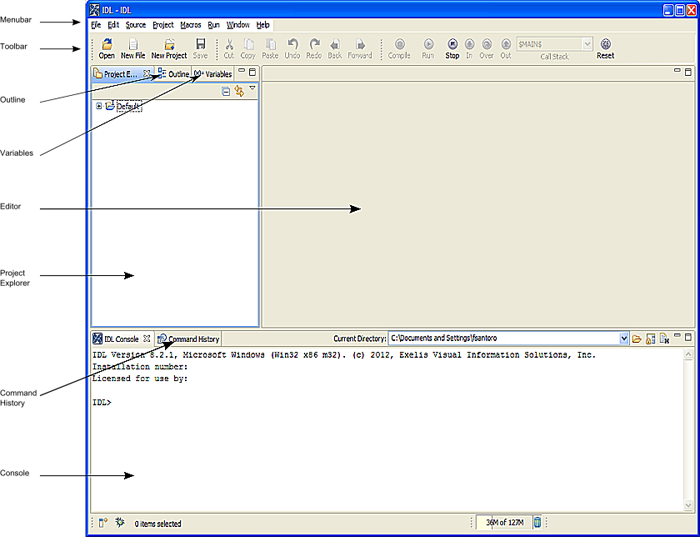 IDL - IDL
Menubar
File Edit Source Project Macros Run Window Help
Toolbar
Open New File New Project Save Cut Copy Paste Undo Redo Back Forward Compile Run Stop In Over Out $MAIN$ Call Stack Reset
Project E... Outline Variables
Outline
Default
Variables
Editor
Project
Explorer
IDL Console Command History Current Directory: C:\Documents and Settings\fsantoro
IDL Version 8.2.1, Microsoft Windows (Win32 x86 m32). (c) 2012, Exelis Visual Information Solutions, Inc.
Installation number:
Licensed for use by:
Command
History
IDL>
Console
0 items selected 36M of 127M